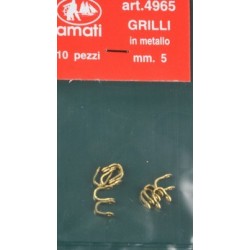 art.4965
amati
GRILLI
10 pezzi
in metallo
mm. 5